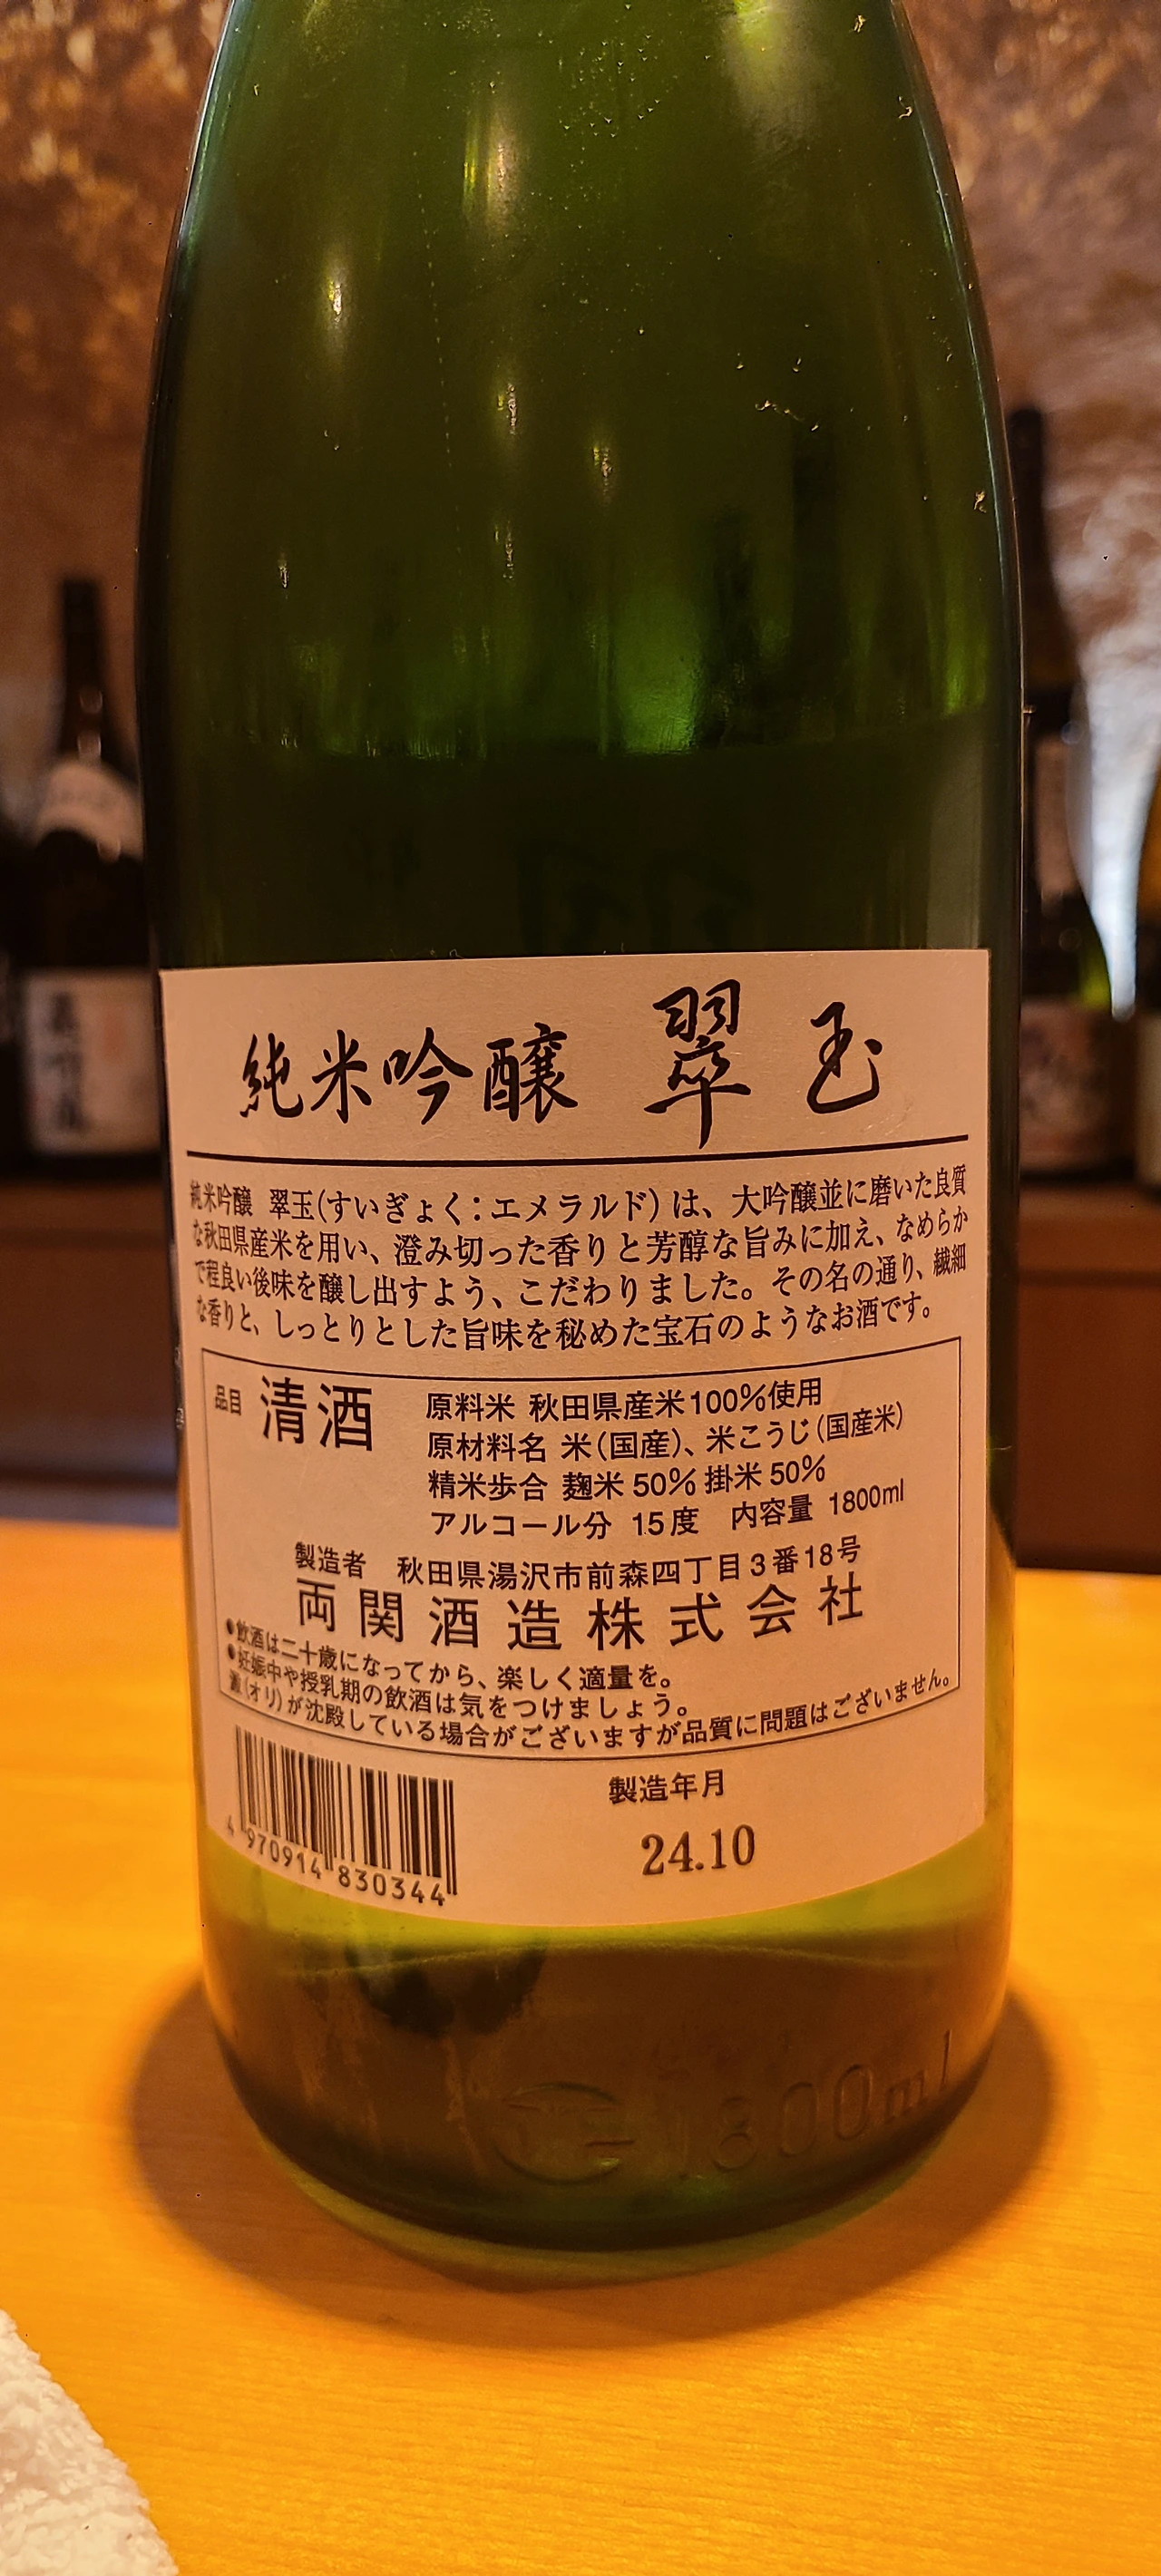 純米吟醸 翠玉
純米吟醸 翠玉(すいぎょく:エメラルド)は、大吟醸並に磨いた良質
な秋田県産米を用い、澄み切った香りと芳醇な旨みに加え、なめらか
で程良い後味を醸し出すよう、こだわりました。その名の通り、繊細
な香りと、しっとりとした旨味を秘めた宝石のようなお酒です。
品目 清酒
原料米 秋田県産米100%使用
原材料名 米(国産)、米こうじ(国産米)
精米歩合 麹米50% 掛米50%
アルコール分 15度 内容量 1800ml
製造者 秋田県湯沢市前森四丁目3番18号
両関酒造株式会社
●飲酒は二十歳になってから、楽しく適量を。
●妊娠中や授乳期の飲酒は気をつけましょう。
澱(オリ)が沈殿している場合がございますが品質に問題はございません。
製造年月
24.10
4 970914 830344
1800ml